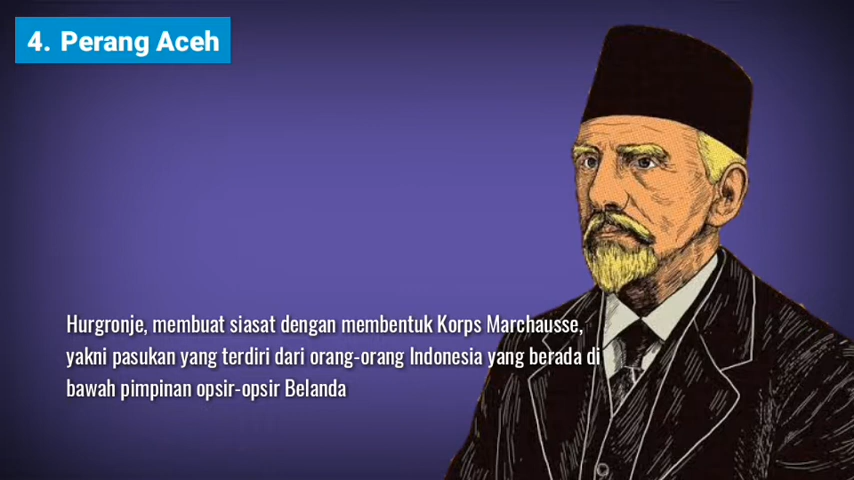 4. Perang Aceh
Hurgronje, membuat siasat dengan membentuk Korps Marchausse,
yakni pasukan yang terdiri dari orang-orang Indonesia yang berada di
bawah pimpinan opsir-opsir Belanda